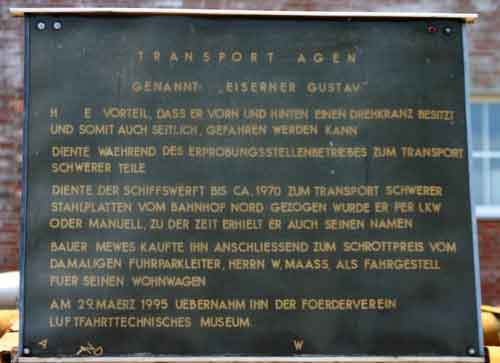 TRANSPORT AGEN
GENANNT: "EISERNER GUSTAV"
H E VORTEIL, DASS ER VORN UND HINTEN EINEN DREHKRANZ BESITZT
UND SOMIT AUCH SEITLICH, GEFAHREN WERDEN KANN
DIENTE WAEHREND DES ERPROBUNGSSTELLENBETRIEBES ZUM TRANSPORT
SCHWERER TEILE
DIENTE DER SCHIFFSWERFT BIS CA. 1970 ZUM TRANSPORT SCHWERER
STAHLPLATTEN VOM BAHNHOF NORD GEZOGEN WURDE ER PER LKW
ODER MANUELL, ZU DER ZEIT ERHIELT ER AUCH SEINEN NAMEN
BAUER MEWES KAUFTE IHN ANSCHLIESSEND ZUM SCHROTTPREIS VOM
DAMALIGEN FUHRPARKLEITER, HERRN W. MAASS, ALS FAHRGESTELL
FUER SEINEN WOHNWAGEN
AM 29.MAERZ 1995 UEBERNAHM IHN DER FOERDERVEREIN
LUFTFAHRTTECHNISCHES MUSEUM.
W